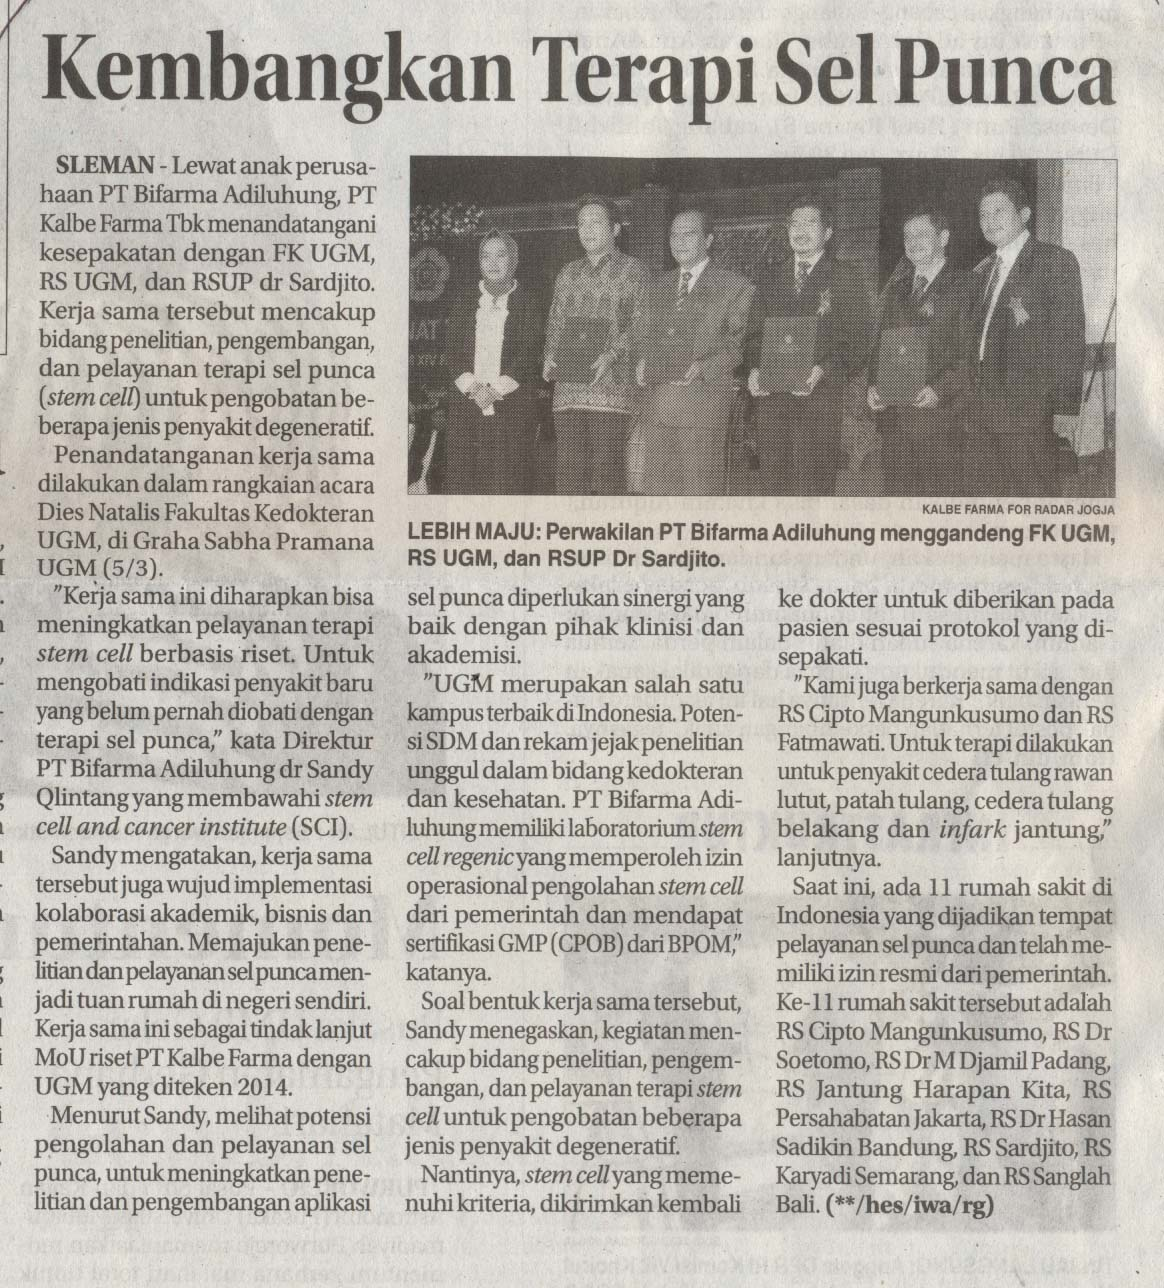 Kembangkan Terapi Sel Punca
SLEMAN - Lewat anak perusa-
haan PT Bifarma Adiluhung, PT
Kalbe Farma Tbk menandatangani
kesepakatan dengan FK UGM,
RS UGM, dan RSUP dr Sardjito.
Kerja sama tersebut mencakup
bidang penelitian, pengembangan,
dan pelayanan terapi sel punca
(stem cell) untuk pengobatan be-
berapa jenis penyakit degeneratif.
Penandatanganan kerja sama
dilakukan dalam rangkaian acara
Dies Natalis Fakultas Kedokteran
UGM, di Graha Sabha Pramana
UGM (5/3).
"Kerja sama ini diharapkan bisa
meningkatkan pelayanan terapi
stem cell berbasis riset. Untuk
mengobati indikasi penyakit baru
yang belum pernah diobati dengan
terapi sel punca," kata Direktur
PT Bifarma Adiluhung dr Sandy
Qlintang yang membawahi stem
cell and cancer institute (SCI).
Sandy mengatakan, kerja sama
tersebut juga wujud implementasi
kolaborasi akademik, bisnis dan
pemerintahan. Memajukan pene-
litian dan pelayanan sel punca men-
jadi tuan rumah di negeri sendiri.
Kerja sama ini sebagai tindak lanjut
MoU riset PT Kalbe Farma dengan
UGM yang diteken 2014.
Menurut Sandy, melihat potensi
pengolahan dan pelayanan sel
punca, untuk meningkatkan pene-
litian dan pengembangan aplikasi
KALBE FARMA FOR RADAR JOGJA
LEBIH MAJU: Perwakilan PT Bifarma Adiluhung menggandeng FK UGM,
RS UGM, dan RSUP Dr Sardjito.
sel punca diperlukan sinergi yang
baik dengan pihak klinisi dan
akademisi.
"UGM merupakan salah satu
kampus terbaik di Indonesia. Poten-
si SDM dan rekam jejak penelitian
unggul dalam bidang kedokteran
dan kesehatan. PT Bifarma Adi-
luhung memiliki laboratorium stem
cell regenic yang memperoleh izin
operasional pengolahan stem cell
dari pemerintah dan mendapat
sertifikasi GMP (CPOB) dari BPOM,"
katanya.
Soal bentuk kerja sama tersebut,
Sandy menegaskan, kegiatan men-
cakup bidang penelitian, pengem-
bangan, dan pelayanan terapi stem
cell untuk pengobatan beberapa
jenis penyakit degeneratif.
Nantinya, stem cell yang meme-
nuhi kriteria, dikirimkan kembali
ke dokter untuk diberikan pada
pasien sesuai protokol yang di-
sepakati.
"Kami juga berkerja sama dengan
RS Cipto Mangunkusumo dan RS
Fatmawati. Untuk terapi dilakukan
untuk penyakit cedera tulang rawan
lutut, patah tulang, cedera tulang
belakang dan infark jantung,"
lanjutnya.
Saat ini, ada 11 rumah sakit di
Indonesia yang dijadikan tempat
pelayanan sel punca dan telah me-
miliki izin resmi dari pemerintah.
Ke-11 rumah sakit tersebut adalah
RS Cipto Mangunkusumo, RS Dr
Soetomo, RS Dr M Djamil Padang,
RS Jantung Harapan Kita, RS
Persahabatan Jakarta, RS Dr Hasan
Sadikin Bandung, RS Sardjito, RS
Karyadi Semarang, dan RS Sanglah
Bali. (**/hes/iwa/rg)